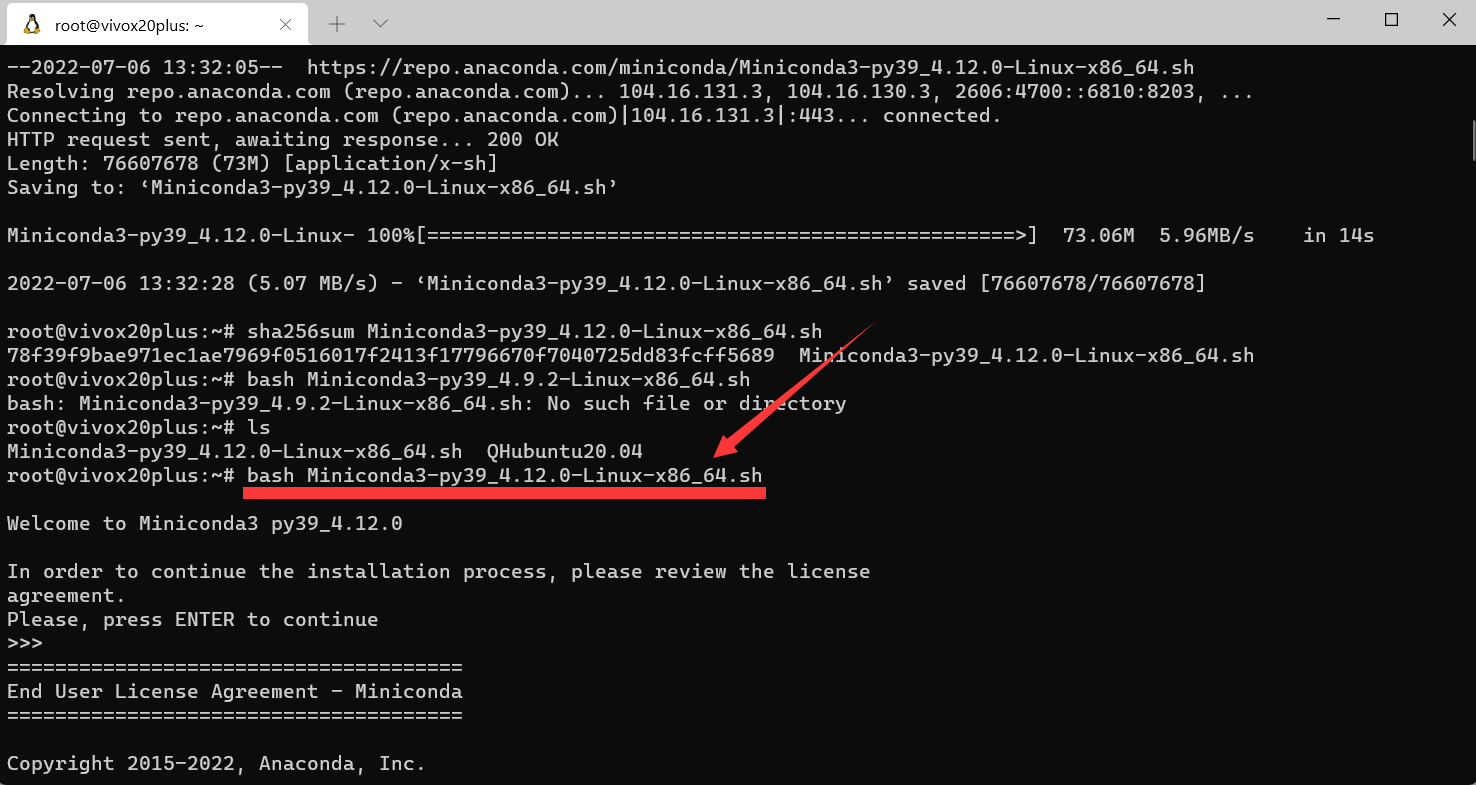 root@vivox20plus: ~
--2022-07-06 13:32:05--  https://repo.anaconda.com/miniconda/Miniconda3-py39_4.12.0-Linux-x86_64.sh
Resolving repo.anaconda.com (repo.anaconda.com)... 104.16.131.3, 104.16.130.3, 2606:4700::6810:8203, ...
Connecting to repo.anaconda.com (repo.anaconda.com)|104.16.131.3|:443... connected.
HTTP request sent, awaiting response... 200 OK
Length: 76607678 (73M) [application/x-sh]
Saving to: ‘Miniconda3-py39_4.12.0-Linux-x86_64.sh’
Miniconda3-py39_4.12.0-Linux- 100%[=================================================>]  73.06M  5.96MB/s    in 14s
2022-07-06 13:32:28 (5.07 MB/s) - ‘Miniconda3-py39_4.12.0-Linux-x86_64.sh’ saved [76607678/76607678]
root@vivox20plus:~# sha256sum Miniconda3-py39_4.12.0-Linux-x86_64.sh
78f39f9bae971ec1ae7969f0516017f2413f17796670f7040725dd83fcff5689  Miniconda3-py39_4.12.0-Linux-x86_64.sh
root@vivox20plus:~# bash Miniconda3-py39_4.9.2-Linux-x86_64.sh
bash: Miniconda3-py39_4.9.2-Linux-x86_64.sh: No such file or directory
root@vivox20plus:~# ls
Miniconda3-py39_4.12.0-Linux-x86_64.sh  QHubuntu20.04
root@vivox20plus:~# bash Miniconda3-py39_4.12.0-Linux-x86_64.sh
Welcome to Miniconda3 py39_4.12.0
In order to continue the installation process, please review the license
agreement.
Please, press ENTER to continue
>>>
======================================
End User License Agreement - Miniconda
======================================
Copyright 2015-2022, Anaconda, Inc.